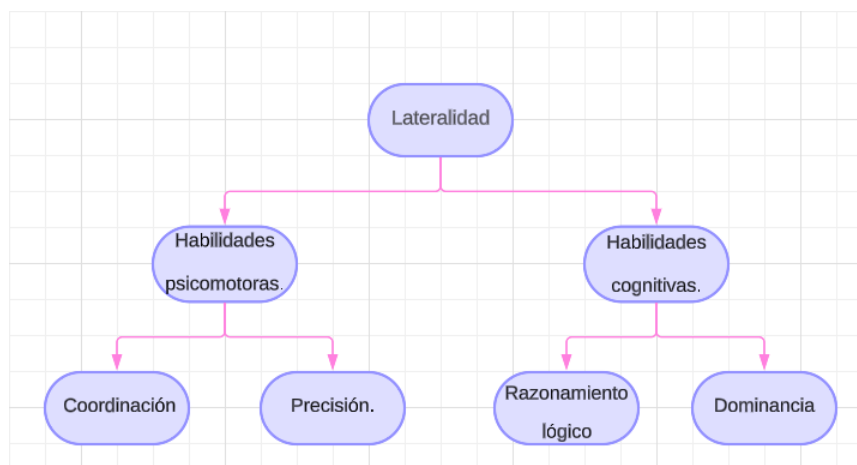 Lateralidad
Habilidades
psicomotoras.
Habilidades
cognitivas.
Coordinación
Precisión.
Razonamiento
lógico
Dominancia